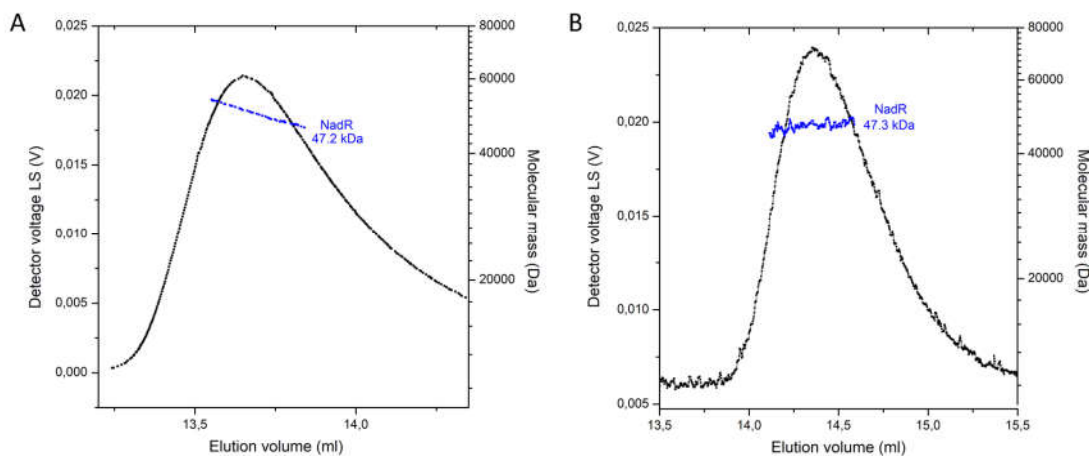 A
0,025
0,020
0,015
0,010
0,005
0,000
Detector voltage LS (V)
80000
60000
40000
20000
Molecular mass (Da)
NadR
47.2 kDa
13,5
14,0
Elution volume (ml)
B
0,025
0,020
0,015
0,010
0,005
Detector voltage LS (V)
80000
60000
40000
20000
Molecular mass (Da)
NadR
47.3 kDa
13,5
14,0
14,5
15,0
15,5
Elution volume (ml)